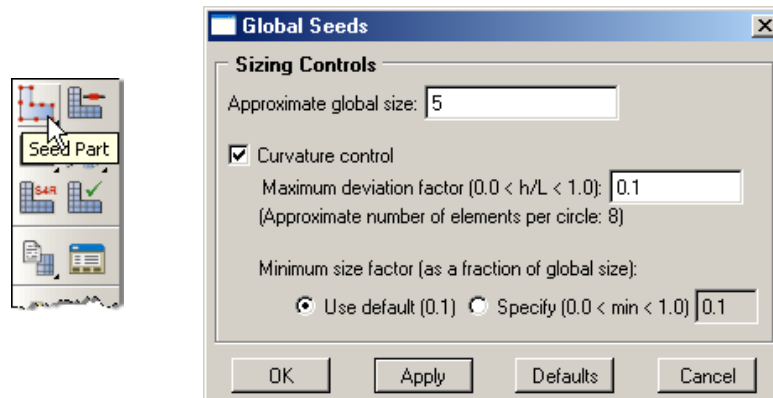 Seed Part
S4R
Global Seeds
Sizing Controls
Approximate global size: 5
Curvature control
Maximum deviation factor (0.0 < h/L < 1.0): 0.1
(Approximate number of elements per circle: 8)
Minimum size factor (as a fraction of global size):
Use default (0.1) Specify (0.0 < min < 1.0) 0.1
OK Apply Defaults Cancel